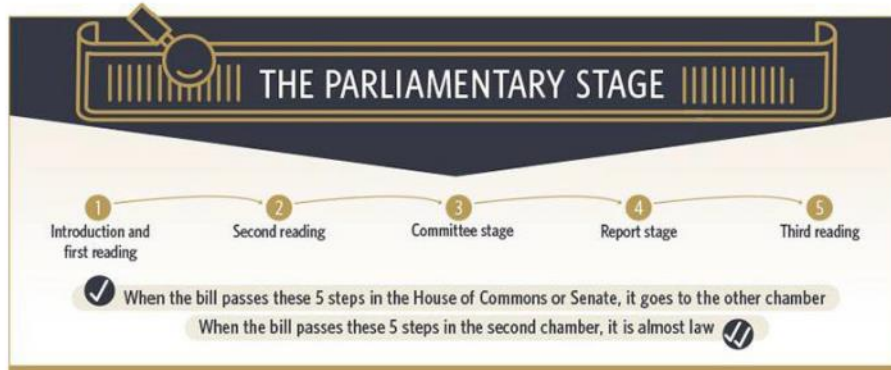 THE PARLIAMENTARY STAGE
1
Introduction and
first reading
2
Second reading
3
Committee stage
4
Report stage
5
Third reading
When the bill passes these 5 steps in the House of Commons or Senate, it goes to the other chamber
When the bill passes these 5 steps in the second chamber, it is almost law